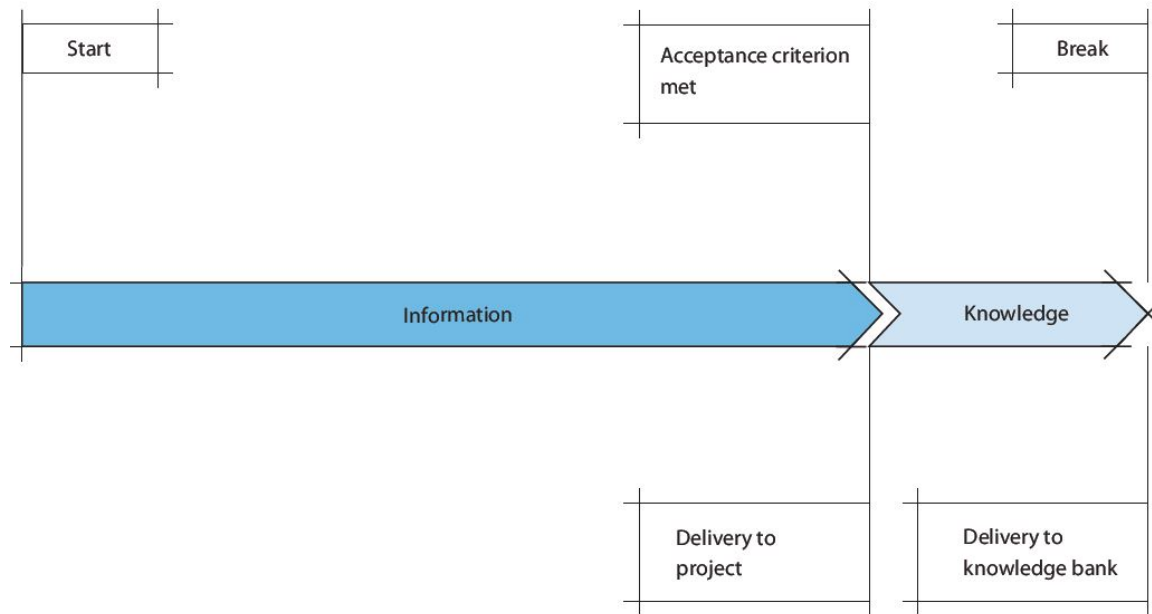 Start
Acceptance criterion
met
Break
Information
Knowledge
Delivery to
project
Delivery to
knowledge bank